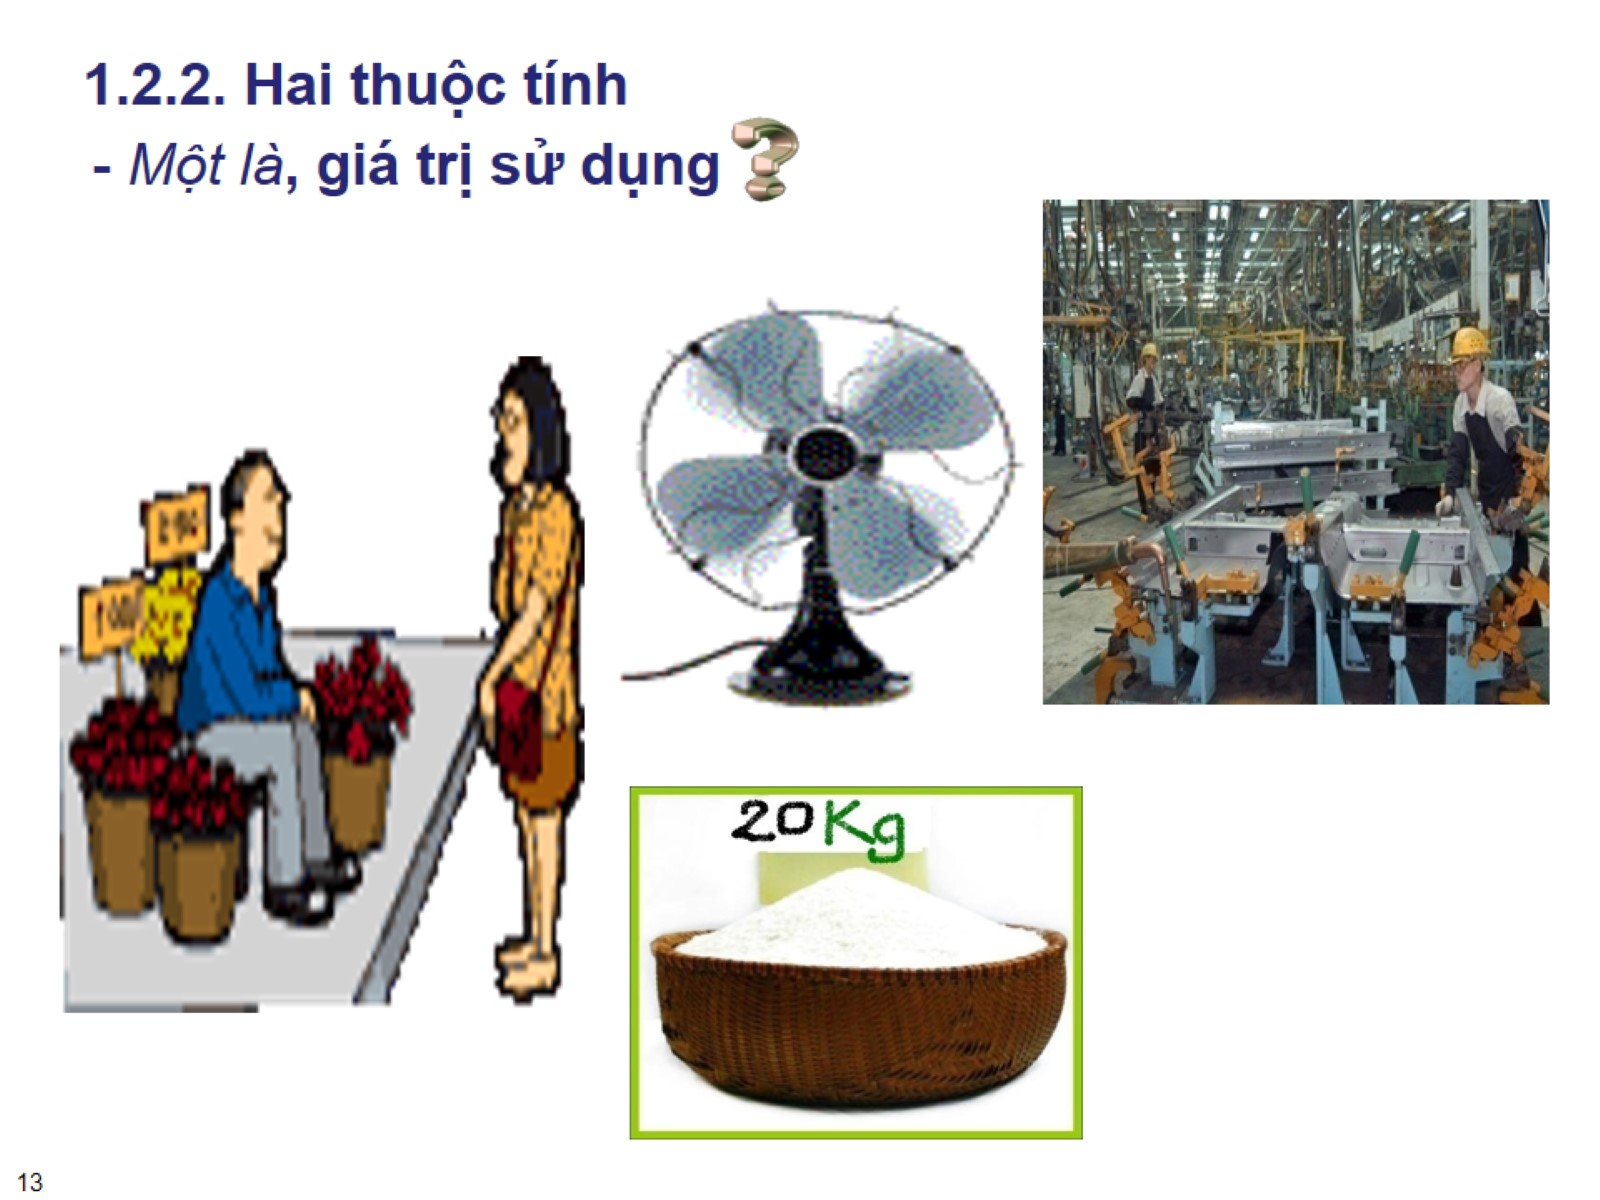 1.2.2. Hai thuộc tính
- Một là, giá trị sử dụng?
20Kg
13